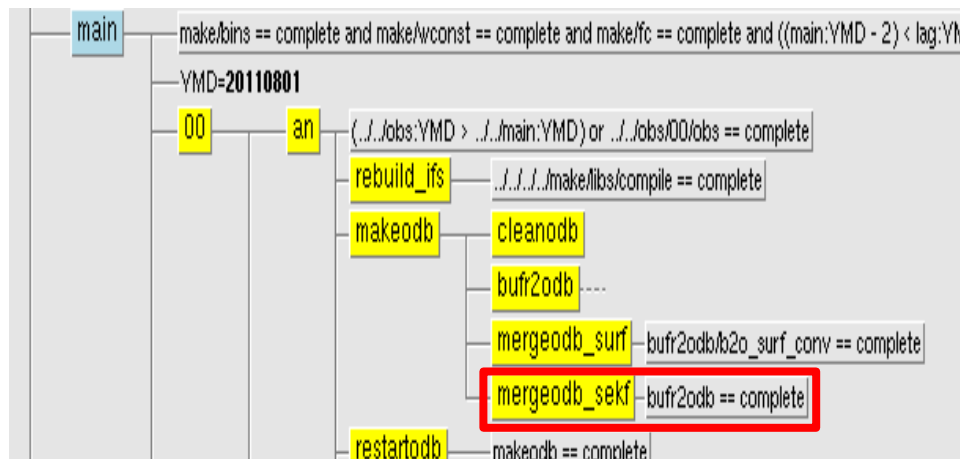 main make/bins == complete and make/wconst == complete and make/fc == complete and ((main:YMD - 2) < lag:YM
YMD=20110801
00 an (../../obs:YMD > ../../main:YMD) or ../../obs/00/obs == complete
rebuild_ifs ../../../../make/libs/compile == complete
makeodb cleanodb
bufr2odb
mergeodb_surf bufr2odb/b2o_surf_conv == complete
mergeodb_sekf bufr2odb == complete
restartodb makeodb == complete